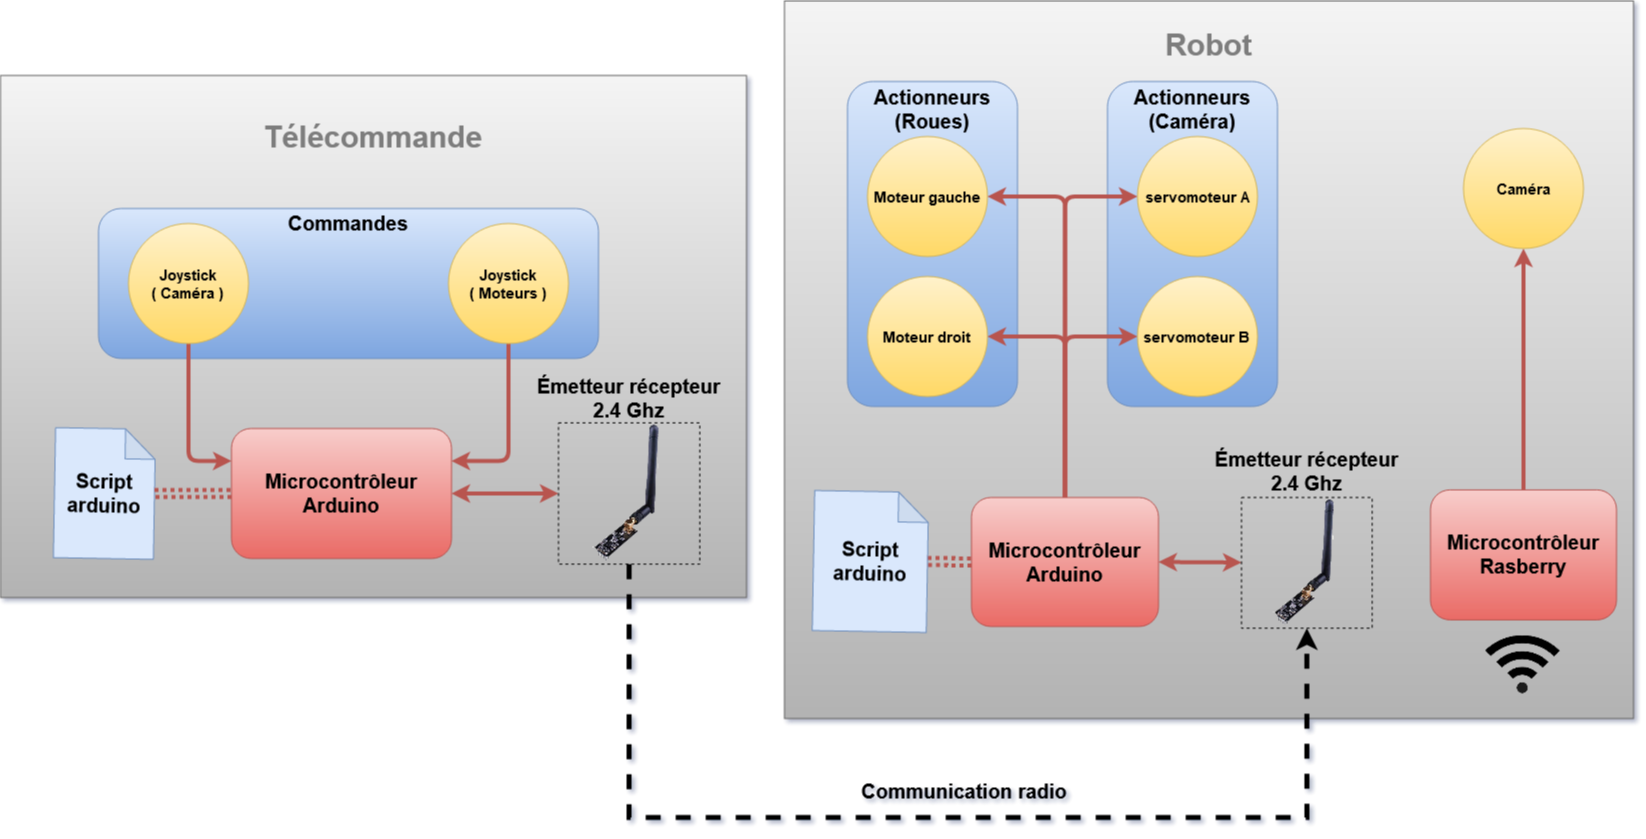 Télécommande
Commandes
Joystick
( Caméra )
Joystick
( Moteurs )
Émetteur récepteur
2.4 Ghz
Script
arduino
Microcontrôleur
Arduino
Robot
Actionneurs
(Roues)
Moteur gauche
Moteur droit
Actionneurs
(Caméra)
servomoteur A
servomoteur B
Caméra
Émetteur récepteur
2.4 Ghz
Script
arduino
Microcontrôleur
Arduino
Microcontrôleur
Rasberry
Communication radio